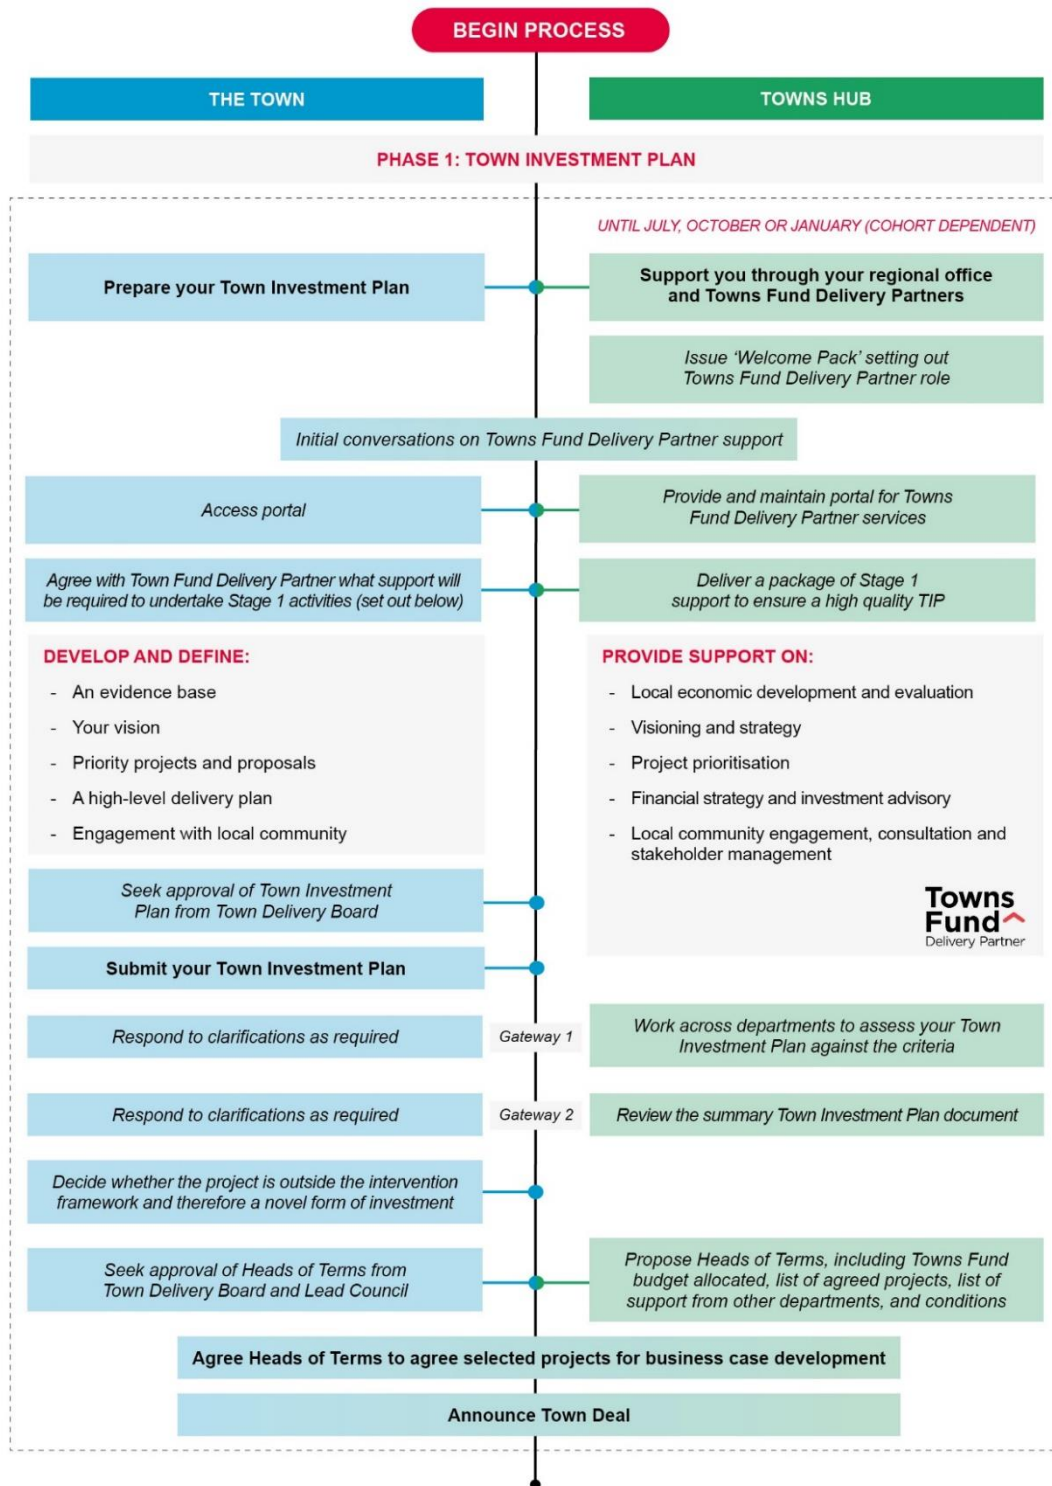 BEGIN PROCESS
THE TOWN
TOWNS HUB
PHASE 1: TOWN INVESTMENT PLAN
UNTIL JULY, OCTOBER OR JANUARY (COHORT DEPENDENT)
Prepare your Town Investment Plan
Support you through your regional office
and Towns Fund Delivery Partners
Issue ‘Welcome Pack’ setting out
Towns Fund Delivery Partner role
Initial conversations on Towns Fund Delivery Partner support
Access portal
Provide and maintain portal for Towns
Fund Delivery Partner services
Agree with Town Fund Delivery Partner what support will
be required to undertake Stage 1 activities (set out below)
Deliver a package of Stage 1
support to ensure a high quality TIP
DEVELOP AND DEFINE:
- An evidence base
- Your vision
- Priority projects and proposals
- A high-level delivery plan
- Engagement with local community
PROVIDE SUPPORT ON:
- Local economic development and evaluation
- Visioning and strategy
- Project prioritisation
- Financial strategy and investment advisory
- Local community engagement, consultation and
stakeholder management
Towns
Fund
Delivery Partner
Seek approval of Town Investment
Plan from Town Delivery Board
Submit your Town Investment Plan
Respond to clarifications as required
Gateway 1
Work across departments to assess your Town
Investment Plan against the criteria
Respond to clarifications as required
Gateway 2
Review the summary Town Investment Plan document
Decide whether the project is outside the intervention
framework and therefore a novel form of investment
Seek approval of Heads of Terms from
Town Delivery Board and Lead Council
Propose Heads of Terms, including Towns Fund
budget allocated, list of agreed projects, list of
support from other departments, and conditions
Agree Heads of Terms to agree selected projects for business case development
Announce Town Deal